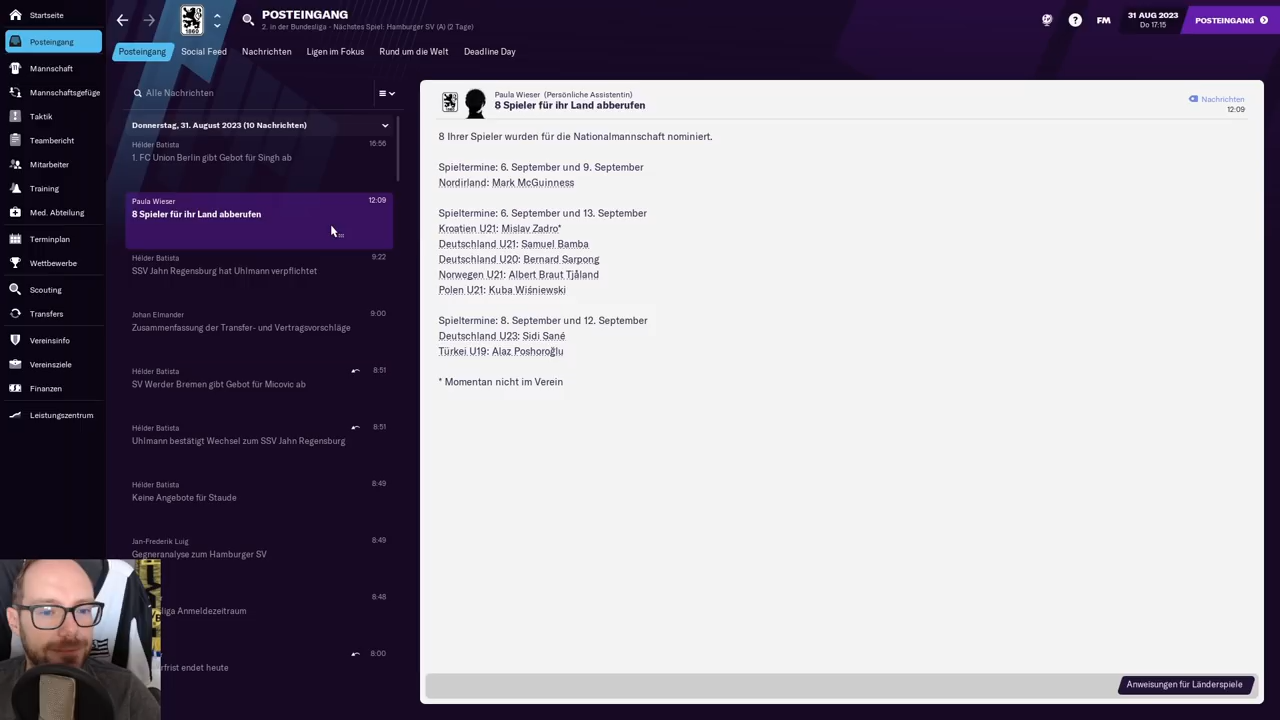 Startseite
Posteingang
Mannschaft
Mannschaftsgefüge
Taktik
Teambericht
Mitarbeiter
Training
Med. Abteilung
Terminplan
Wettbewerbe
Scouting
Transfers
Vereinsinfo
Vereinsziele
Finanzen
Leistungszentrum
1860
POSTEINGANG
2. in der Bundesliga - Nächstes Spiel: Hamburger SV (A) (2 Tage)
FM
31 AUG 2023
Do 17:15
POSTEINGANG
Posteingang
Social Feed
Nachrichten
Ligen im Fokus
Rund um die Welt
Deadline Day
Alle Nachrichten
Donnerstag, 31. August 2023 (10 Nachrichten)
Hélder Batista 16:56
1. FC Union Berlin gibt Gebot für Singh ab
Paula Wieser 12:09
8 Spieler für ihr Land abberufen
Hélder Batista 9:22
SSV Jahn Regensburg hat Uhlmann verpflichtet
Johan Elmander 9:00
Zusammenfassung der Transfer- und Vertragsvorschläge
Hélder Batista 8:51
SV Werder Bremen gibt Gebot für Micovic ab
Hélder Batista 8:51
Uhlmann bestätigt Wechsel zum SSV Jahn Regensburg
Hélder Batista 8:49
Keine Angebote für Staude
Jan-Frederik Luig 8:49
Gegneranalyse zum Hamburger SV
8:48
liga Anmeldezeitraum
8:00
rfrist endet heute
Paula Wieser (Persönliche Assistentin)
8 Spieler für ihr Land abberufen
Nachrichten
12:09
8 Ihrer Spieler wurden für die Nationalmannschaft nominiert.
Spieltermine: 6. September und 9. September
Nordirland: Mark McGuinness
Spieltermine: 6. September und 13. September
Kroatien U21: Mislav Zadro*
Deutschland U21: Samuel Bamba
Deutschland U20: Bernard Sarpong
Norwegen U21: Albert Braut Tjåland
Polen U21: Kuba Wiśniewski
Spieltermine: 8. September und 12. September
Deutschland U23: Sidi Sané
Türkei U19: Alaz Poshoroğlu
* Momentan nicht im Verein
Anweisungen für Länderspiele